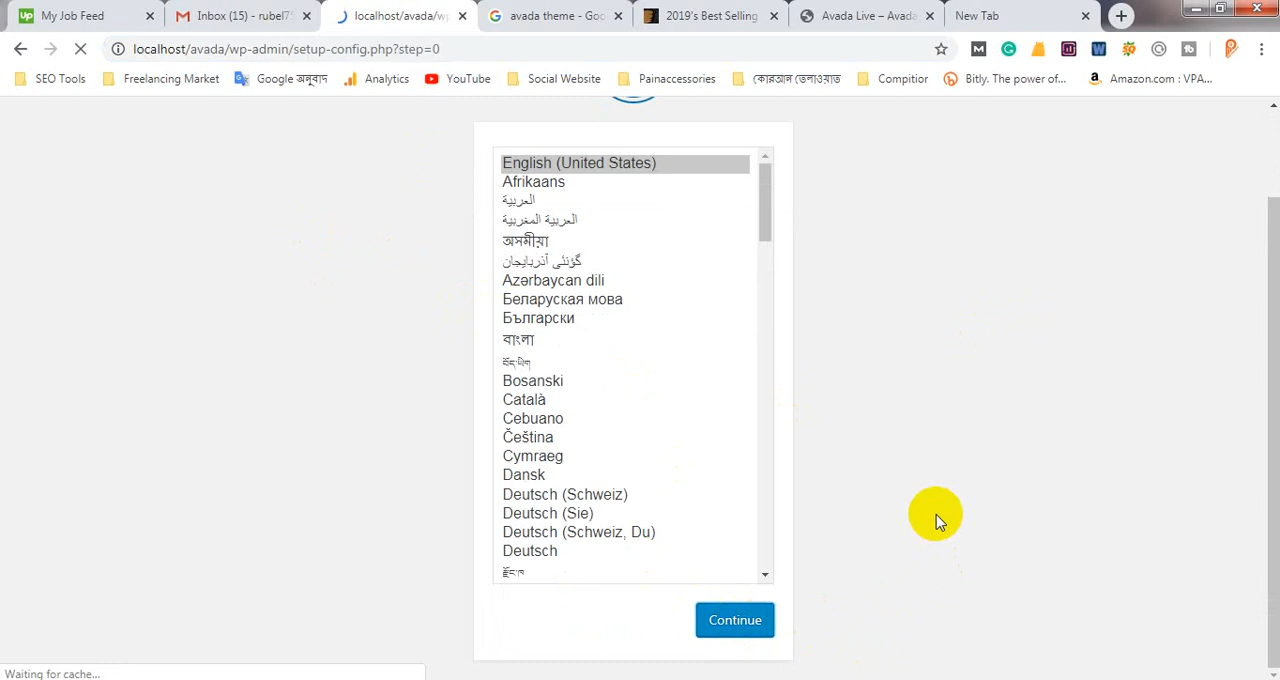 My Job Feed
Inbox (15) - rubel7
localhost/avada/wp
avada theme - Goo
2019's Best Selling
Avada Live – Avada
New Tab
localhost/avada/wp-admin/setup-config.php?step=0
SEO Tools
Freelancing Market
Google অনুবাদ
Analytics
YouTube
Social Website
Painaccessories
কোরআন তেলাওয়াত
Compitior
Bitly. The power of...
Amazon.com : VPA...
English (United States)
Afrikaans
العربية
العربية المغربية
অসমীয়া
گؤنئی آذربایجان
Azərbaycan dili
Беларуская мова
Български
বাংলা
བོད་ཡིག
Bosanski
Català
Cebuano
Čeština
Cymraeg
Dansk
Deutsch (Schweiz)
Deutsch (Sie)
Deutsch (Schweiz, Du)
Deutsch
རྫོང་ཁ
Continue
Waiting for cache...